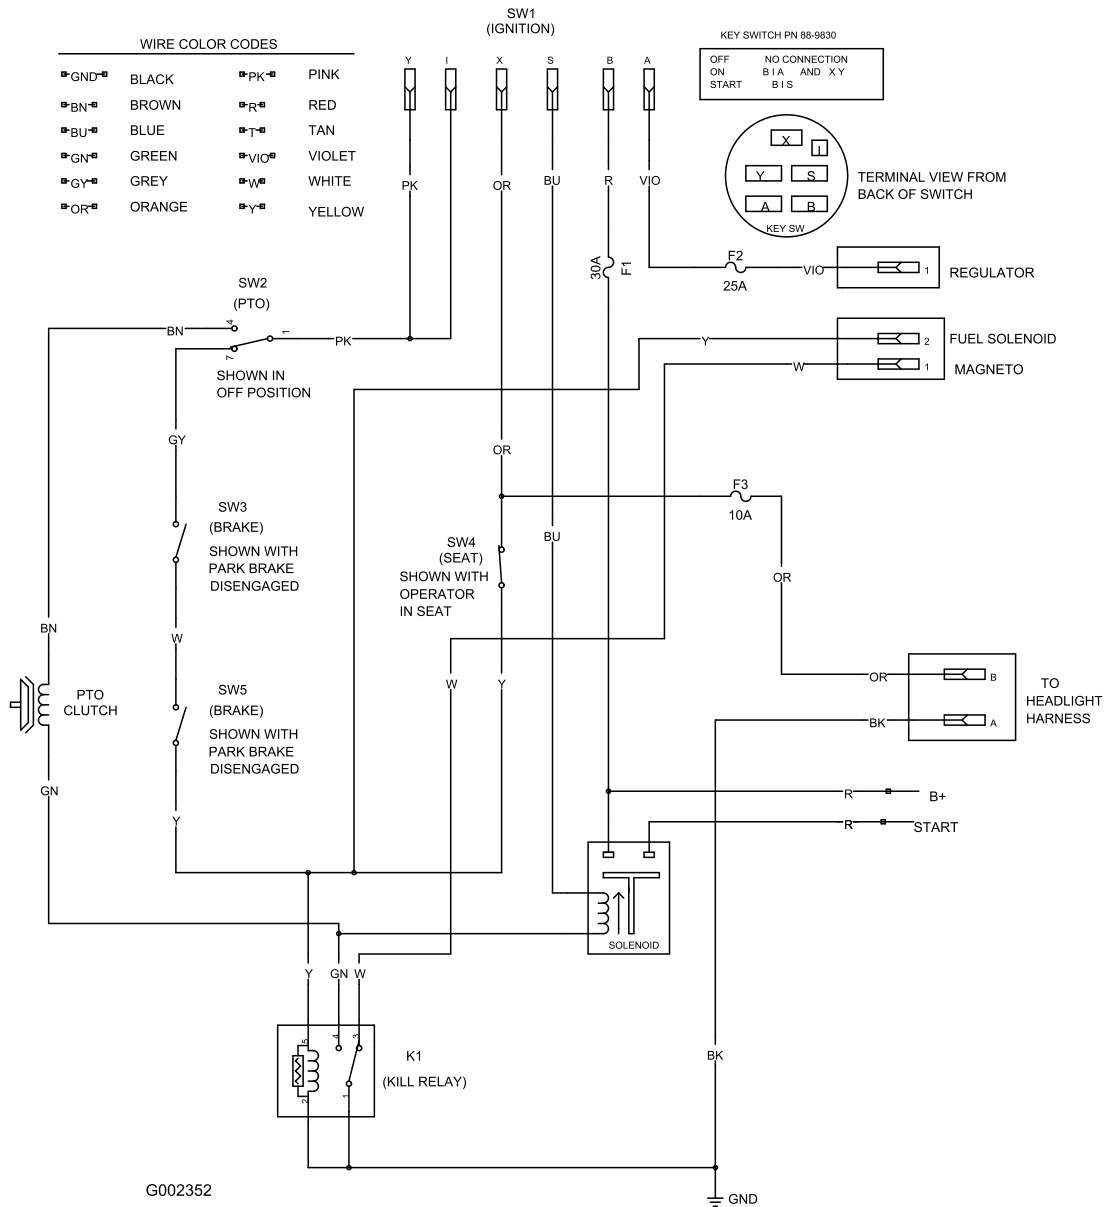 SW1
(IGNITION)
WIRE COLOR CODES
GND BLACK
BN BROWN
BU BLUE
GN GREEN
GY GREY
OR ORANGE
PK PINK
R RED
T TAN
VIO VIOLET
W WHITE
Y YELLOW
Y I X S B A
KEY SWITCH PN 88-9830
OFF NO CONNECTION
ON B I A AND X Y
START B I S
X
I
Y S
A B
KEY SW
TERMINAL VIEW FROM
BACK OF SWITCH
PK OR BU R VIO
30A F1
F2
25A
VIO
1
REGULATOR
SW2
(PTO)
4
1
7
BN
PK
SHOWN IN
OFF POSITION
Y
2
FUEL SOLENOID
W
1
MAGNETO
GY
OR
F3
10A
SW3
(BRAKE)
SHOWN WITH
PARK BRAKE
DISENGAGED
BU
SW4
(SEAT)
SHOWN WITH
OPERATOR
IN SEAT
OR
BN
W
W
Y
OR
B
BK
A
TO
HEADLIGHT
HARNESS
PTO
CLUTCH
SW5
(BRAKE)
SHOWN WITH
PARK BRAKE
DISENGAGED
GN
Y
R
B+
R
START
SOLENOID
Y GN W
5
4
3
2
1
K1
(KILL RELAY)
BK
GND
G002352